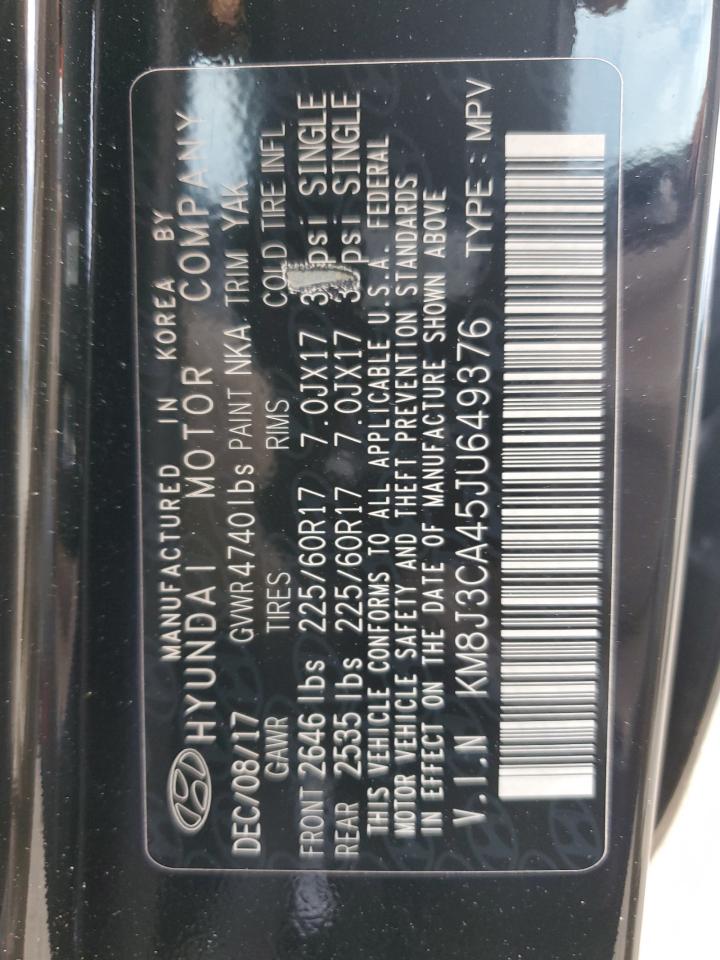 MANUFACTURED IN KOREA BY
HYUNDAI MOTOR COMPANY
DEC/08/17 GVWR 4740lbs PAINT NKA TRIM YAK
GAWR TIRES RIMS COLD TIRE INFL
FRONT 2646 lbs 225/60R17 7.0JX17 psi SINGLE
REAR 2535 lbs 225/60R17 7.0JX17 psi SINGLE
THIS VEHICLE CONFORMS TO ALL APPLICABLE U.S.A. FEDERAL
MOTOR VEHICLE SAFETY AND THEFT PREVENTION STANDARDS
IN EFFECT ON THE DATE OF MANUFACTURE SHOWN ABOVE
V.I.N KM8J3CA45JU649376 TYPE : MPV